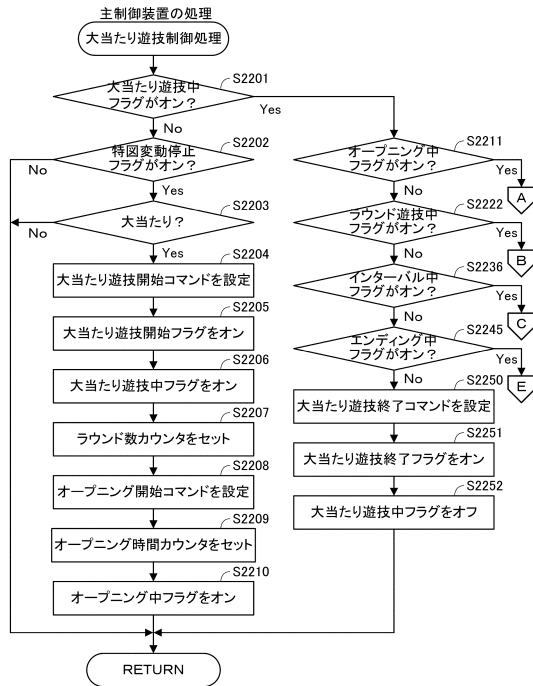 主制御装置の処理
大当たり遊技制御処理
S2201
大当たり遊技中
フラグがオン？
Yes
No
S2202
特図変動停止
フラグがオン？
No
Yes
S2203
大当たり？
No
Yes
S2204
大当たり遊技開始コマンドを設定
S2205
大当たり遊技開始フラグをオン
S2206
大当たり遊技中フラグをオン
S2207
ラウンド数カウンタをセット
S2208
オープニング開始コマンドを設定
S2209
オープニング時間カウンタをセット
S2210
オープニング中フラグをオン
S2211
オープニング中
フラグがオン？
Yes
A
No
S2222
ラウンド遊技中
フラグがオン？
Yes
B
No
S2236
インターバル中
フラグがオン？
Yes
C
No
S2245
エンディング中
フラグがオン？
Yes
E
No
S2250
大当たり遊技終了コマンドを設定
S2251
大当たり遊技終了フラグをオン
S2252
大当たり遊技中フラグをオフ
RETURN